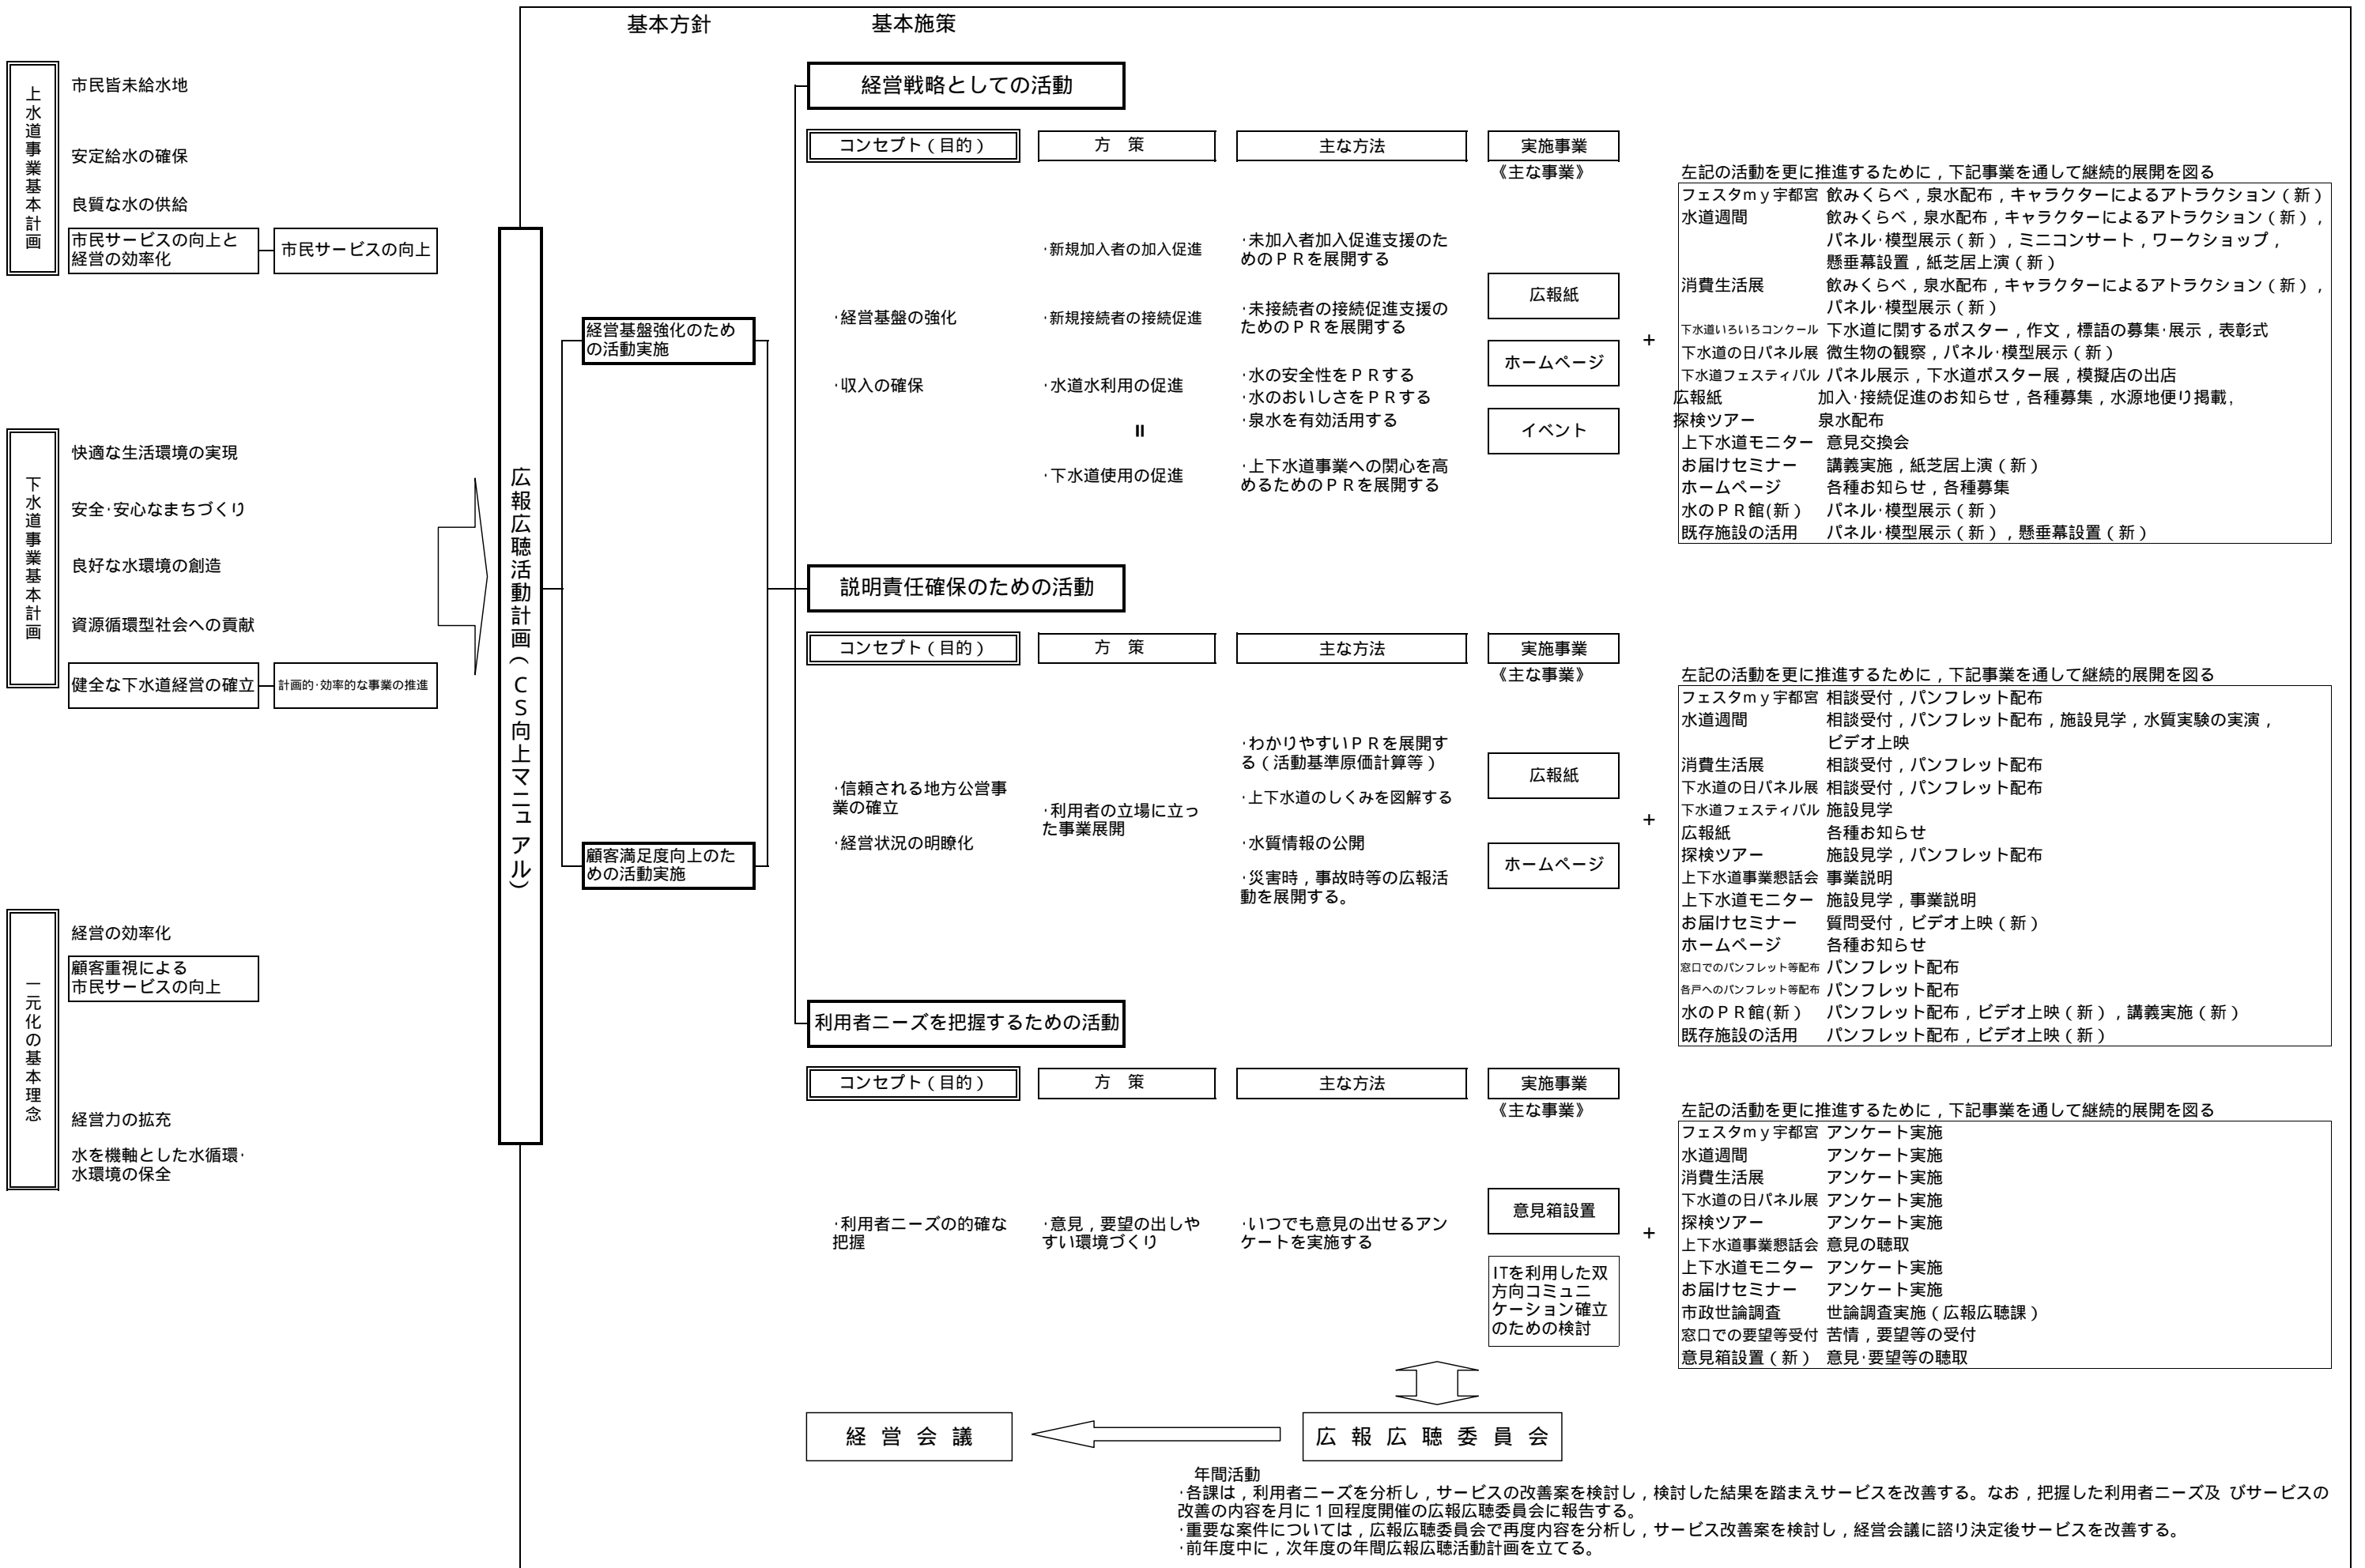 基本方針
基本施策
上水道事業基本計画
市民皆未給水地
安定給水の確保
良質な水の供給
市民サービスの向上と
経営の効率化
市民サービスの向上
下水道事業基本計画
快適な生活環境の実現
安全・安心なまちづくり
良好な水環境の創造
資源循環型社会への貢献
健全な下水道経営の確立
計画的・効率的な事業の推進
一元化の基本理念
経営の効率化
顧客重視による
市民サービスの向上
経営力の拡充
水を機軸とした水循環・
水環境の保全
広報広聴活動計画(CS向上マニュアル)
経営基盤強化のため
の活動実施
顧客満足度向上のた
めの活動実施
経営戦略としての活動
コンセプト(目的)
方 策
主な方法
実施事業
《主な事業》
・経営基盤の強化
・収入の確保
・新規加入者の加入促進
・新規接続者の接続促進
・水道水利用の促進
=
・下水道使用の促進
・未加入者加入促進支援のた
めのPRを展開する
・未接続者の接続促進支援の
ためのPRを展開する
・水の安全性をPRする
・水のおいしさをPRする
・泉水を有効活用する
・上下水道事業への関心を高
めるためのPRを展開する
広報紙
ホームページ
イベント
+
左記の活動を更に推進するために,下記事業を通して継続的展開を図る
フェスタmy宇都宮 飲みくらべ,泉水配布,キャラクターによるアトラクション(新)
水道週間 飲みくらべ,泉水配布,キャラクターによるアトラクション(新),
パネル・模型展示(新),ミニコンサート,ワークショップ,
懸垂幕設置,紙芝居上演(新)
消費生活展 飲みくらべ,泉水配布,キャラクターによるアトラクション(新),
パネル・模型展示(新)
下水道いろいろコンクール 下水道に関するポスター,作文,標語の募集・展示,表彰式
下水道の日パネル展 微生物の観察,パネル・模型展示(新)
下水道フェスティバル パネル展示,下水道ポスター展,模擬店の出店
広報紙 加入・接続促進のお知らせ,各種募集,水源地便り掲載,
探検ツアー 泉水配布
上下水道モニター 意見交換会
お届けセミナー 講義実施,紙芝居上演(新)
ホームページ 各種お知らせ,各種募集
水のPR館(新) パネル・模型展示(新)
既存施設の活用 パネル・模型展示(新),懸垂幕設置(新)
説明責任確保のための活動
コンセプト(目的)
方 策
主な方法
実施事業
《主な事業》
・信頼される地方公営事
業の確立
・経営状況の明瞭化
・利用者の立場に立っ
た事業展開
・わかりやすいPRを展開す
る(活動基準原価計算等)
・上下水道のしくみを図解する
・水質情報の公開
・災害時,事故時等の広報活
動を展開する。
広報紙
ホームページ
+
左記の活動を更に推進するために,下記事業を通して継続的展開を図る
フェスタmy宇都宮 相談受付,パンフレット配布
水道週間 相談受付,パンフレット配布,施設見学,水質実験の実演,
ビデオ上映
消費生活展 相談受付,パンフレット配布
下水道の日パネル展 相談受付,パンフレット配布
下水道フェスティバル 施設見学
広報紙 各種お知らせ
探検ツアー 施設見学,パンフレット配布
上下水道事業懇話会 事業説明
上下水道モニター 施設見学,事業説明
お届けセミナー 質問受付,ビデオ上映(新)
ホームページ 各種お知らせ
窓口でのパンフレット等配布 パンフレット配布
各戸へのパンフレット等配布 パンフレット配布
水のPR館(新) パンフレット配布,ビデオ上映(新),講義実施(新)
既存施設の活用 パンフレット配布,ビデオ上映(新)
利用者ニーズを把握するための活動
コンセプト(目的)
方 策
主な方法
実施事業
《主な事業》
・利用者ニーズの的確な
把握
・意見,要望の出しや
すい環境づくり
・いつでも意見の出せるアン
ケートを実施する
意見箱設置
ITを利用した双
方向コミュニ
ケーション確立
のための検討
+
左記の活動を更に推進するために,下記事業を通して継続的展開を図る
フェスタmy宇都宮 アンケート実施
水道週間 アンケート実施
消費生活展 アンケート実施
下水道の日パネル展 アンケート実施
探検ツアー アンケート実施
上下水道事業懇話会 意見の聴取
上下水道モニター アンケート実施
お届けセミナー アンケート実施
市政世論調査 世論調査実施(広報広聴課)
窓口での要望等受付 苦情,要望等の受付
意見箱設置(新) 意見・要望等の聴取
経 営 会 議
広 報 広 聴 委 員 会
年間活動
・各課は,利用者ニーズを分析し,サービスの改善案を検討し,検討した結果を踏まえサービスを改善する。なお,把握した利用者ニーズ及 びサービスの
改善の内容を月に1回程度開催の広報広聴委員会に報告する。
・重要な案件については,広報広聴委員会で再度内容を分析し,サービス改善案を検討し,経営会議に諮り決定後サービスを改善する。
・前年度中に,次年度の年間広報広聴活動計画を立てる。